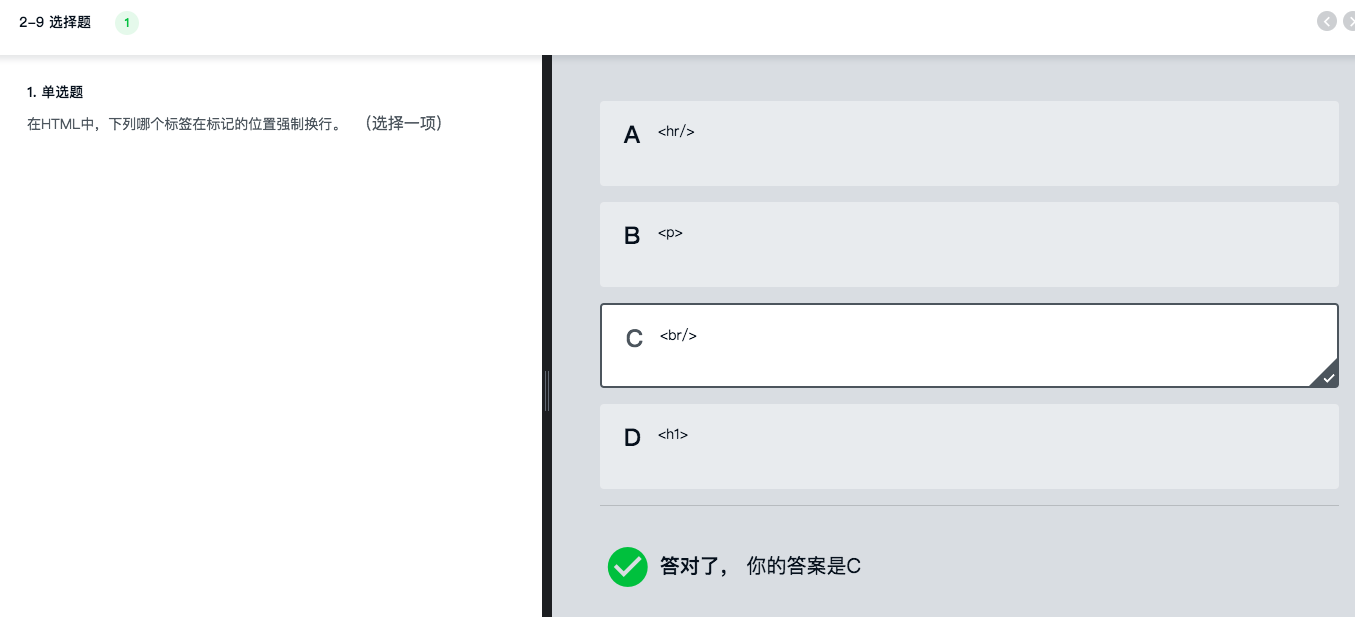 2-9 选择题 1
1. 单选题
在HTML中，下列哪个标签在标记的位置强制换行。 （选择一项）
A <hr/>
B <p>
C <br/>
D <h1>
答对了， 你的答案是C